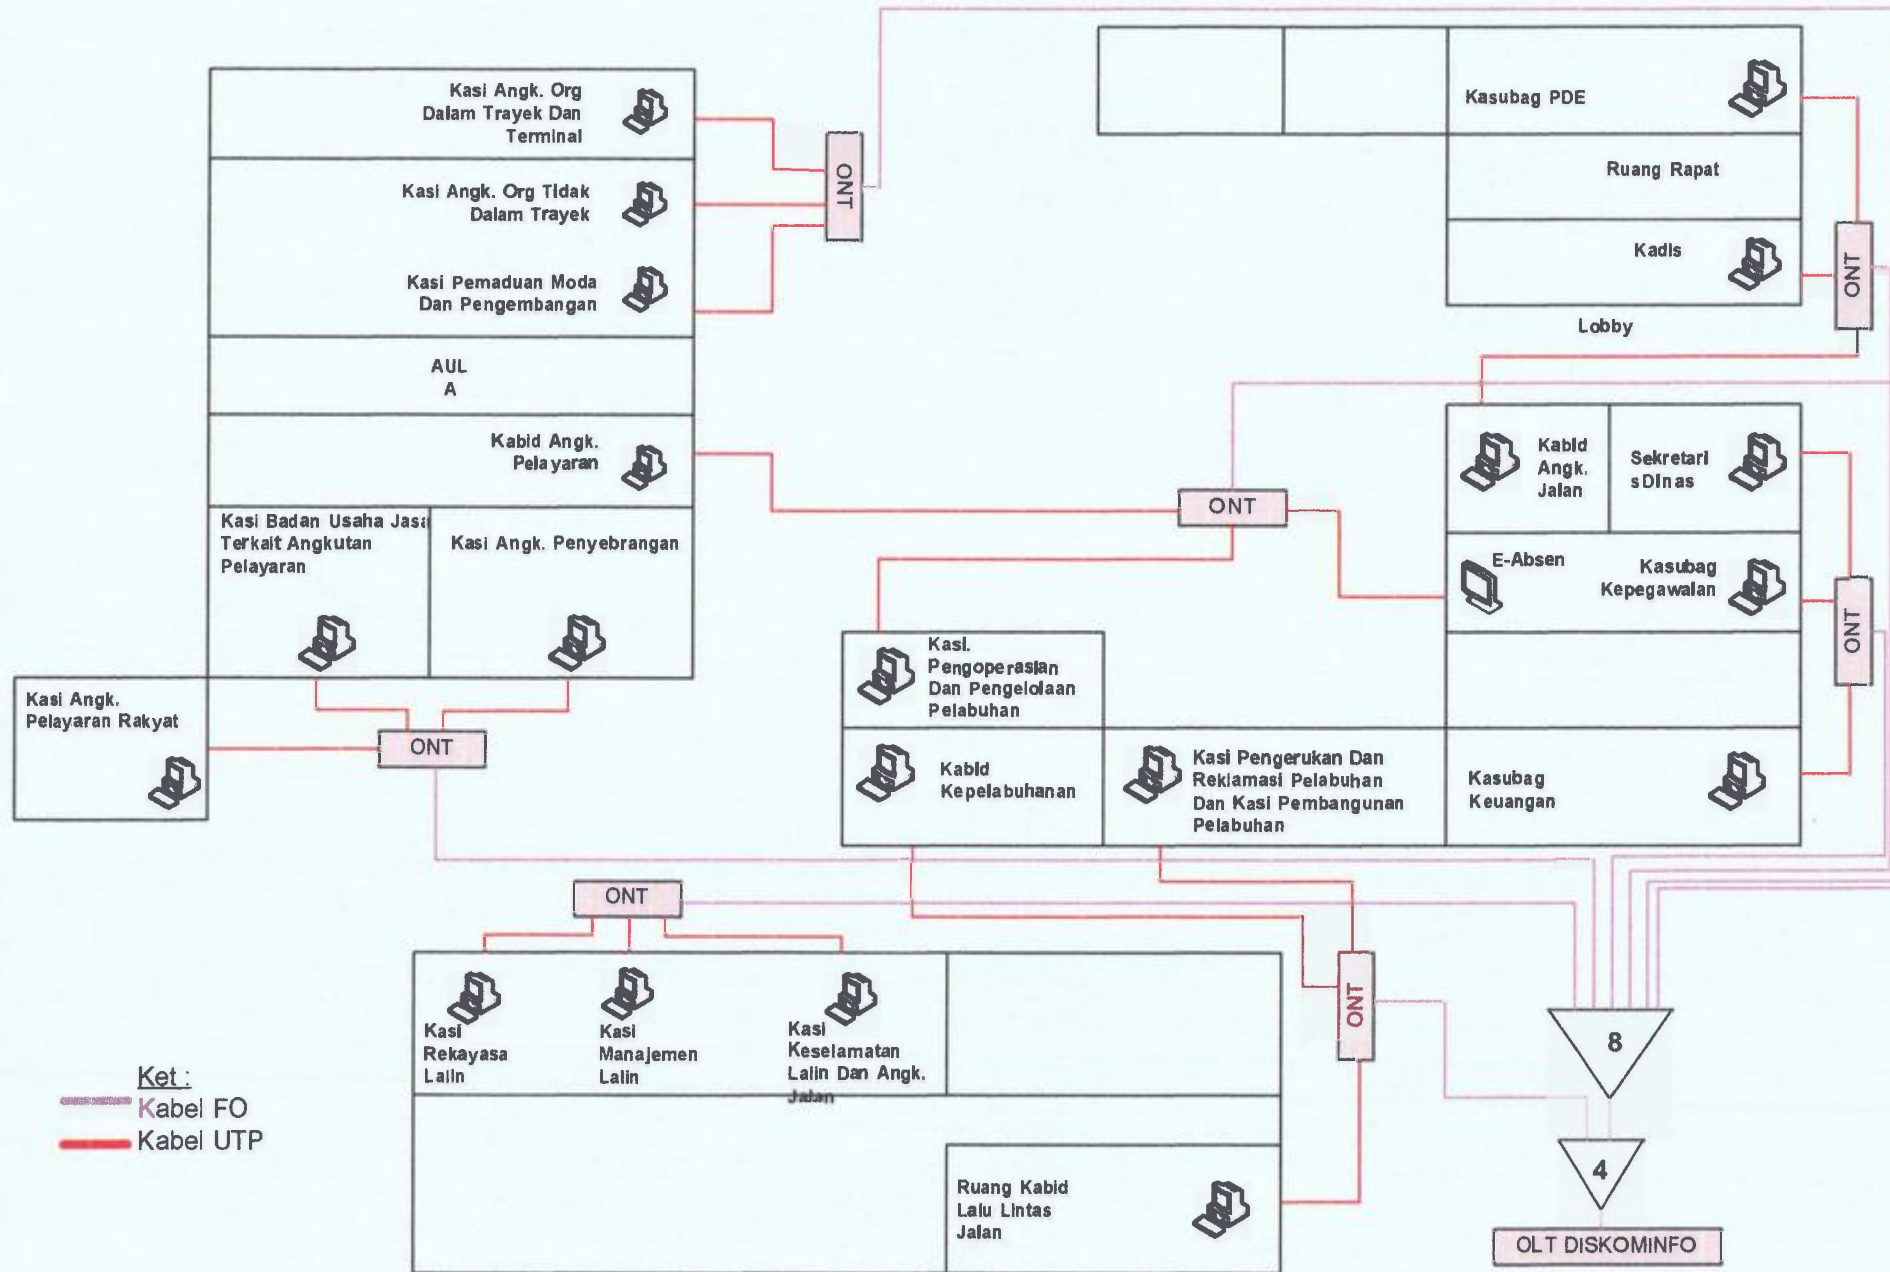 Kasi Angk. Org
Dalam Trayek Dan
Terminal
ONT
Kasi Angk. Org Tidak
Dalam Trayek
Kasi Pemaduan Moda
Dan Pengembangan
AUL
A
Kabid Angk.
Pelayaran
Kasi Badan Usaha Jasa
Terkait Angkutan
Pelayaran
Kasi Angk. Penyebrangan
Kasi Angk.
Pelayaran Rakyat
ONT
Kasubag PDE
Ruang Rapat
Kadis
ONT
Lobby
ONT
Kabid
Angk.
Jalan
Sekretari
sDinas
E-Absen
Kasubag
Kepegawaian
ONT
Kasi.
Pengoperasian
Dan Pengelolaan
Pelabuhan
Kabid
Kepelabuhanan
Kasi Pengerukan Dan
Reklamasi Pelabuhan
Dan Kasi Pembangunan
Pelabuhan
Kasubag
Keuangan
ONT
Kasi
Rekayasa
Lalin
Kasi
Manajemen
Lalin
Kasi
Keselamatan
Lalin Dan Angk.
Jalan
ONT
Ruang Kabid
Lalu Lintas
Jalan
8
4
OLT DISKOMINFO
Ket :
Kabel FO
Kabel UTP